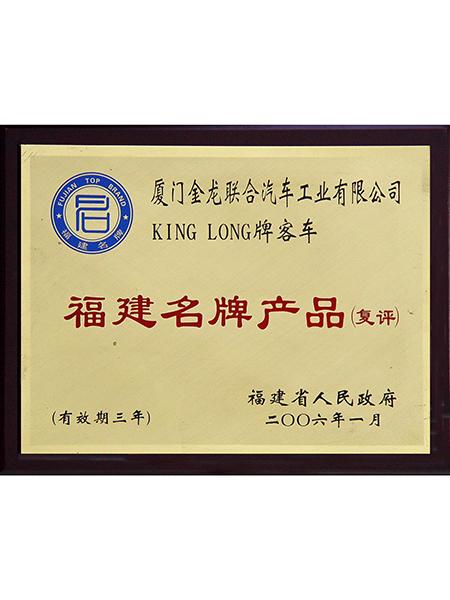 FUJIAN TOP BRAND
福建名牌
厦门金龙联合汽车工业有限公司
KING LONG牌客车
福建名牌产品(复评)
福建省人民政府
(有效期三年) 二〇〇六年一月